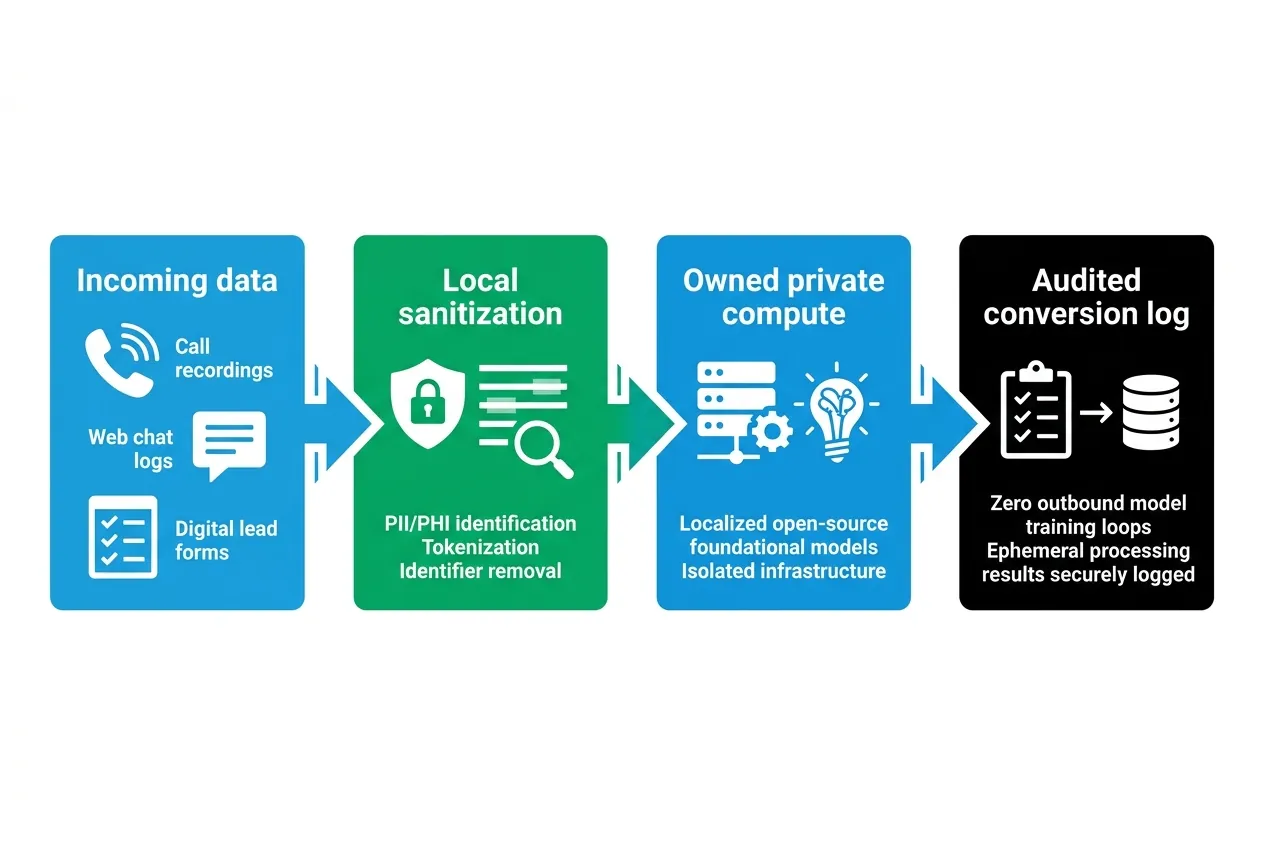 Incoming data
Call
recordings
Web chat
logs
Digital lead
forms
Local
sanitization
PII/PHI identification
Tokenization
Identifier removal
Owned private
compute
Localized open-source
foundational models
Isolated infrastructure
Audited
conversion log
Zero outbound model
training loops
Ephemeral processing
results securely logged